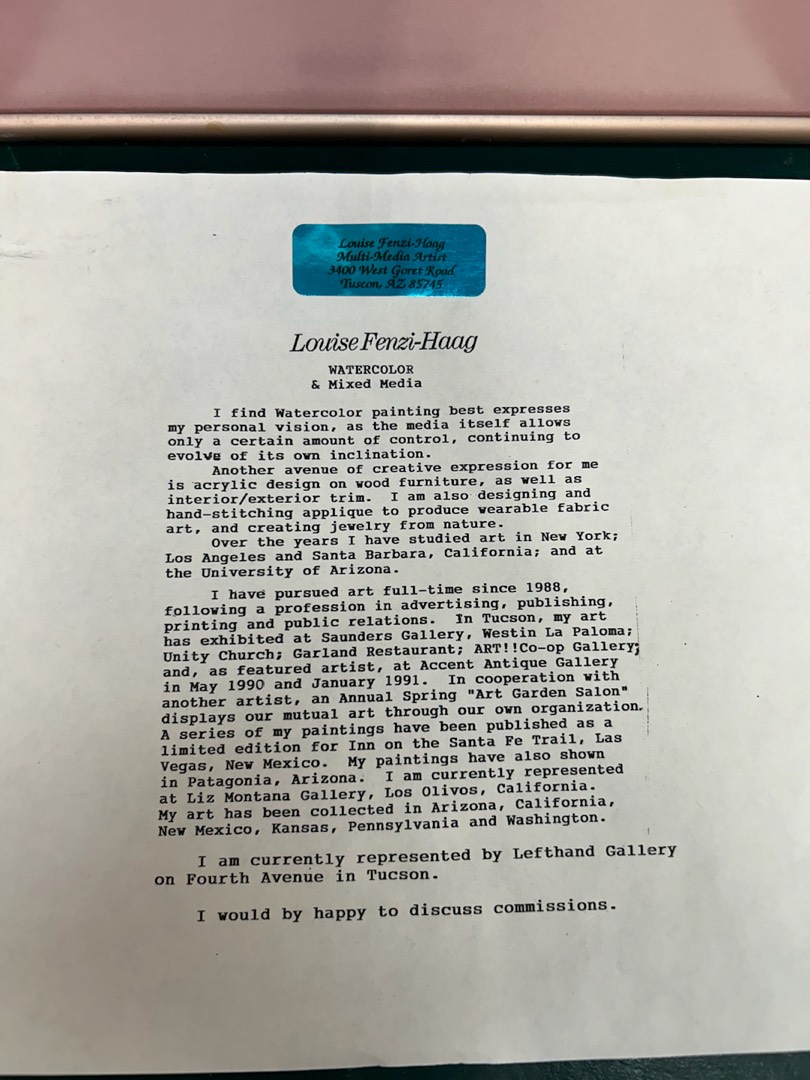 Louise Fenzi-Haag
Multi-Media Artist
3400 West Goret Road
Tuscon, AZ 85745
Louise Fenzi-Haag
WATERCOLOR
& Mixed Media
I find Watercolor painting best expresses
my personal vision, as the media itself allows
only a certain amount of control, continuing to
evolve of its own inclination.
Another avenue of creative expression for me
is acrylic design on wood furniture, as well as
interior/exterior trim. I am also designing and
hand-stitching applique to produce wearable fabric
art, and creating jewelry from nature.
Over the years I have studied art in New York;
Los Angeles and Santa Barbara, California; and at
the University of Arizona.
I have pursued art full-time since 1988,
following a profession in advertising, publishing,
printing and public relations. In Tucson, my art
has exhibited at Saunders Gallery, Westin La Paloma;
Unity Church; Garland Restaurant; ART!!Co-op Gallery;
and, as featured artist, at Accent Antique Gallery
in May 1990 and January 1991. In cooperation with
another artist, an Annual Spring "Art Garden Salon"
displays our mutual art through our own organization.
A series of my paintings have been published as a
limited edition for Inn on the Santa Fe Trail, Las
Vegas, New Mexico. My paintings have also shown
in Patagonia, Arizona. I am currently represented
at Liz Montana Gallery, Los Olivos, California.
My art has been collected in Arizona, California,
New Mexico, Kansas, Pennsylvania and Washington.
I am currently represented by Lefthand Gallery
on Fourth Avenue in Tucson.
I would by happy to discuss commissions.